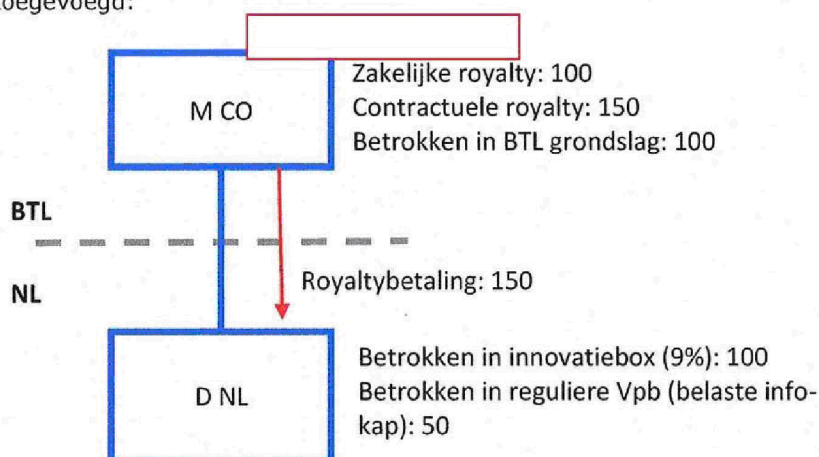 toegevoegd:
Zakelijke royalty: 100
M CO
Contractuele royalty: 150
Betrokken in BTL grondslag: 100
BTL
NL
Royaltybetaling: 150
Betrokken in innovatiebox (9%): 100
D NL
Betrokken in reguliere Vpb (belaste info-
kap): 50